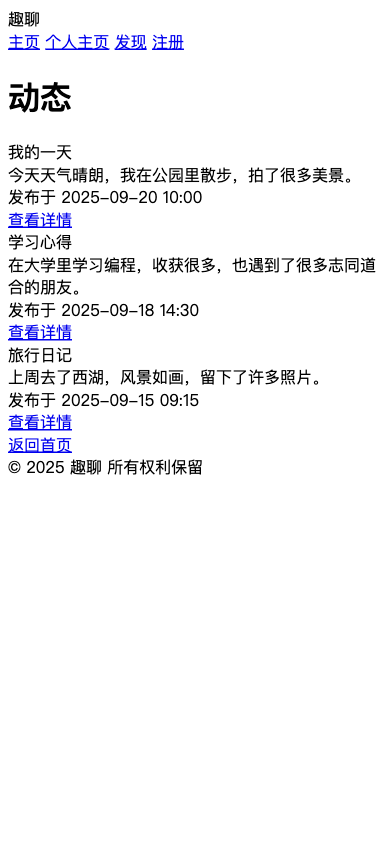 趣聊
主页 个人主页 发现 注册
动态
我的一天
今天天气晴朗，我在公园里散步，拍了很多美景。
发布于 2025-09-20 10:00
查看详情
学习心得
在大学里学习编程，收获很多，也遇到了很多志同道
合的朋友。
发布于 2025-09-18 14:30
查看详情
旅行日记
上周去了西湖，风景如画，留下了许多照片。
发布于 2025-09-15 09:15
查看详情
返回首页
© 2025 趣聊 所有权利保留